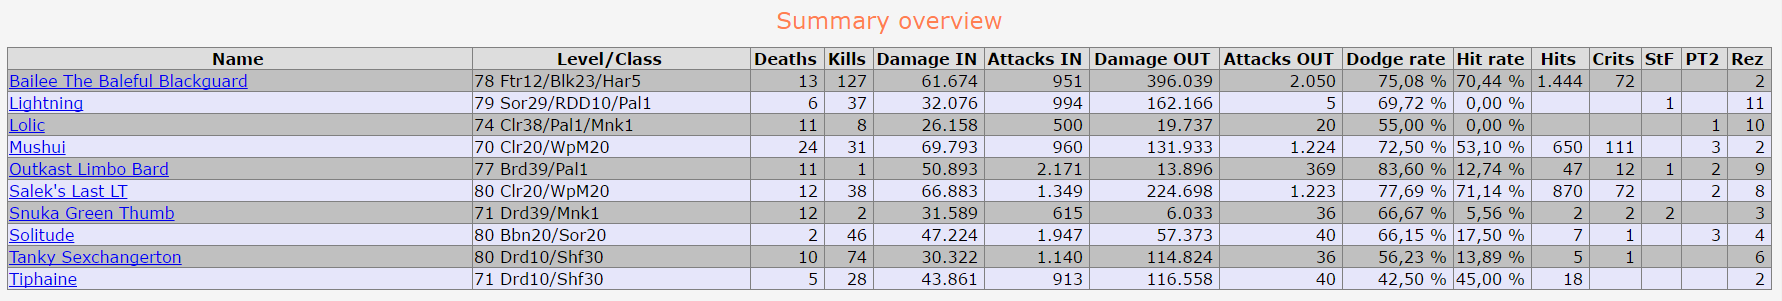 Summary overview
Name Level/Class Deaths Kills Damage IN Attacks IN Damage OUT Attacks OUT Dodge rate Hit rate Hits Crits StF PT2 Rez
Bailee The Baleful Blackguard 78 Ftr12/Blk23/Har5 13 127 61.674 951 396.039 2.050 75,08 % 70,44 % 1.444 72 2
Lightning 79 Sor29/RDD10/Pal1 6 37 32.076 994 162.166 5 69,72 % 0,00 % 1 11
Lolic 74 Clr38/Pal1/Mnk1 11 8 26.158 500 19.737 20 55,00 % 0,00 % 1 10
Mushui 70 Clr20/WpM20 24 31 69.793 960 131.933 1.224 72,50 % 53,10 % 650 111 3 2
Outkast Limbo Bard 77 Brd39/Pal1 11 1 50.893 2.171 13.896 369 83,60 % 12,74 % 47 12 1 2 9
Salek's Last LT 80 Clr20/WpM20 12 38 66.883 1.349 224.698 1.223 77,69 % 71,14 % 870 72 2 8
Snuka Green Thumb 71 Drd39/Mnk1 12 2 31.589 615 6.033 36 66,67 % 5,56 % 2 2 2 3
Solitude 80 Bbn20/Sor20 2 46 47.224 1.947 57.373 40 66,15 % 17,50 % 7 1 3 4
Tanky Sexchangerton 80 Drd10/Shf30 10 74 30.322 1.140 114.824 36 56,23 % 13,89 % 5 1 6
Tiphaine 71 Drd10/Shf30 5 28 43.861 913 116.558 40 42,50 % 45,00 % 18 2